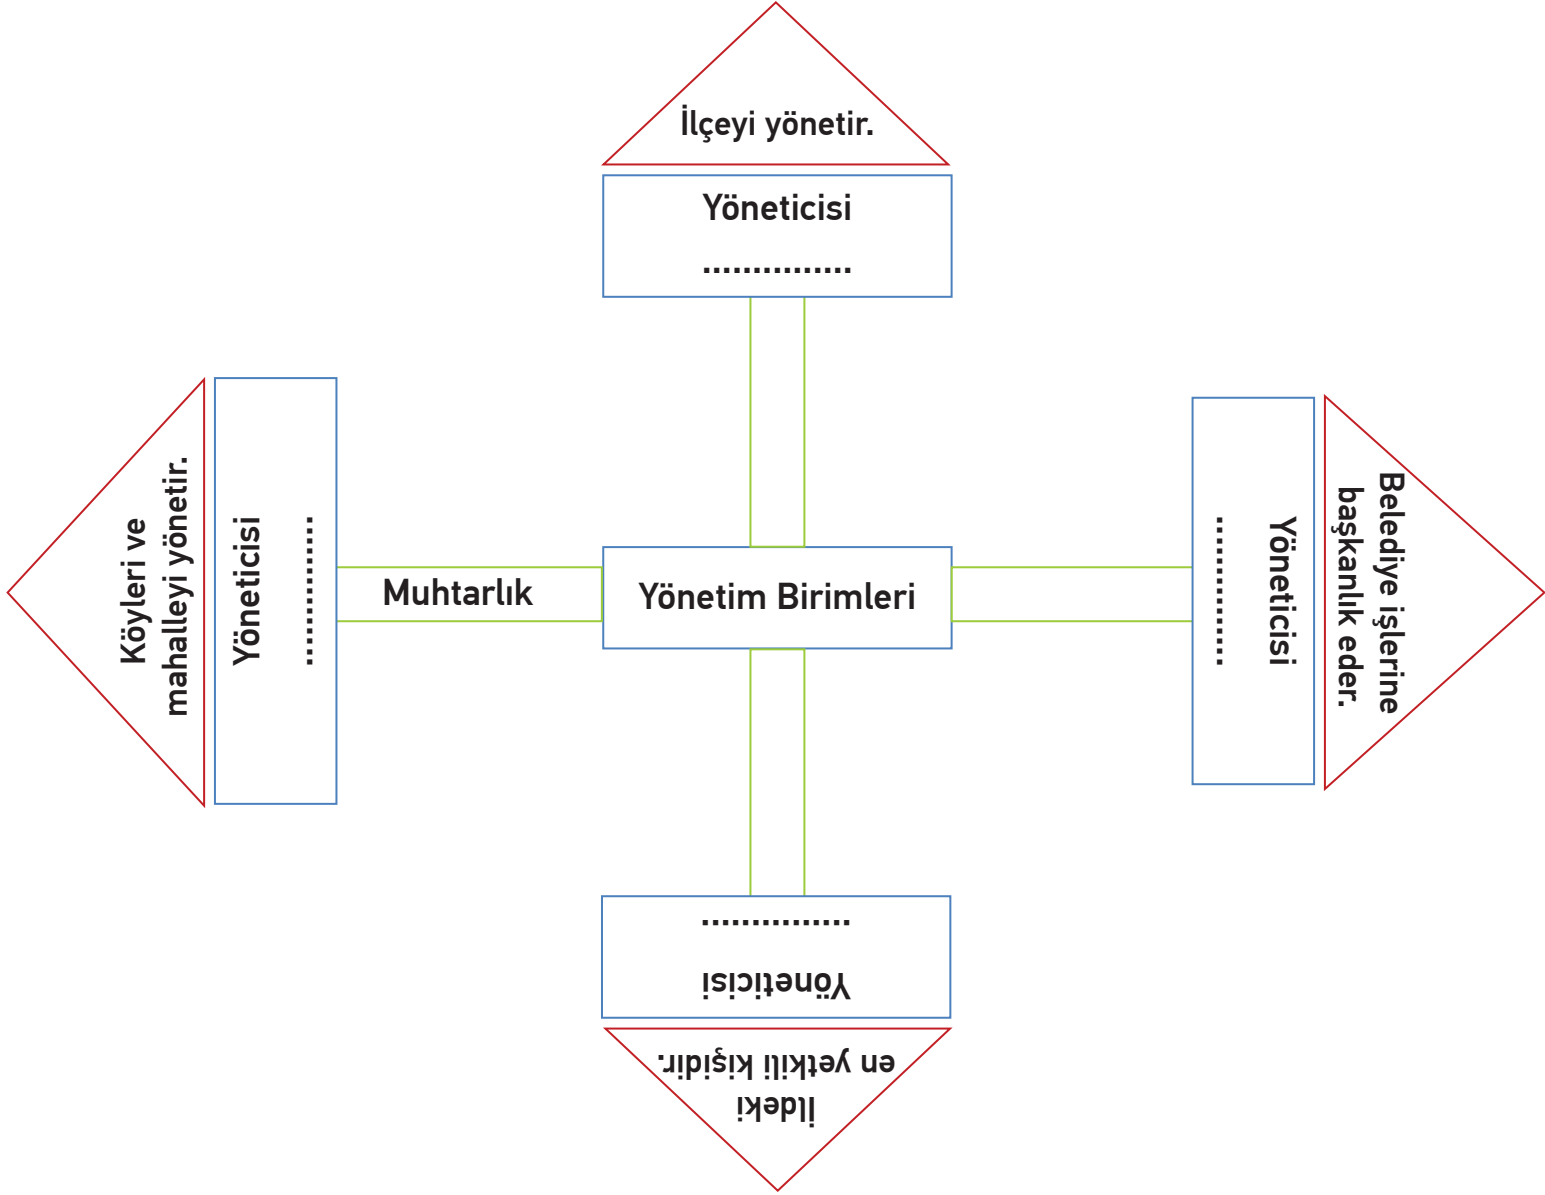 İlçeyi yönetir.
Yöneticisi
...............
Köyleri ve
mahalleyi yönetir.
Yöneticisi
...............
Muhtarlık
Yönetim Birimleri
...............
Yöneticisi
Belediye işlerine
başkanlık eder.
...............
Yöneticisi
İldeki
en yetkili kişidir.